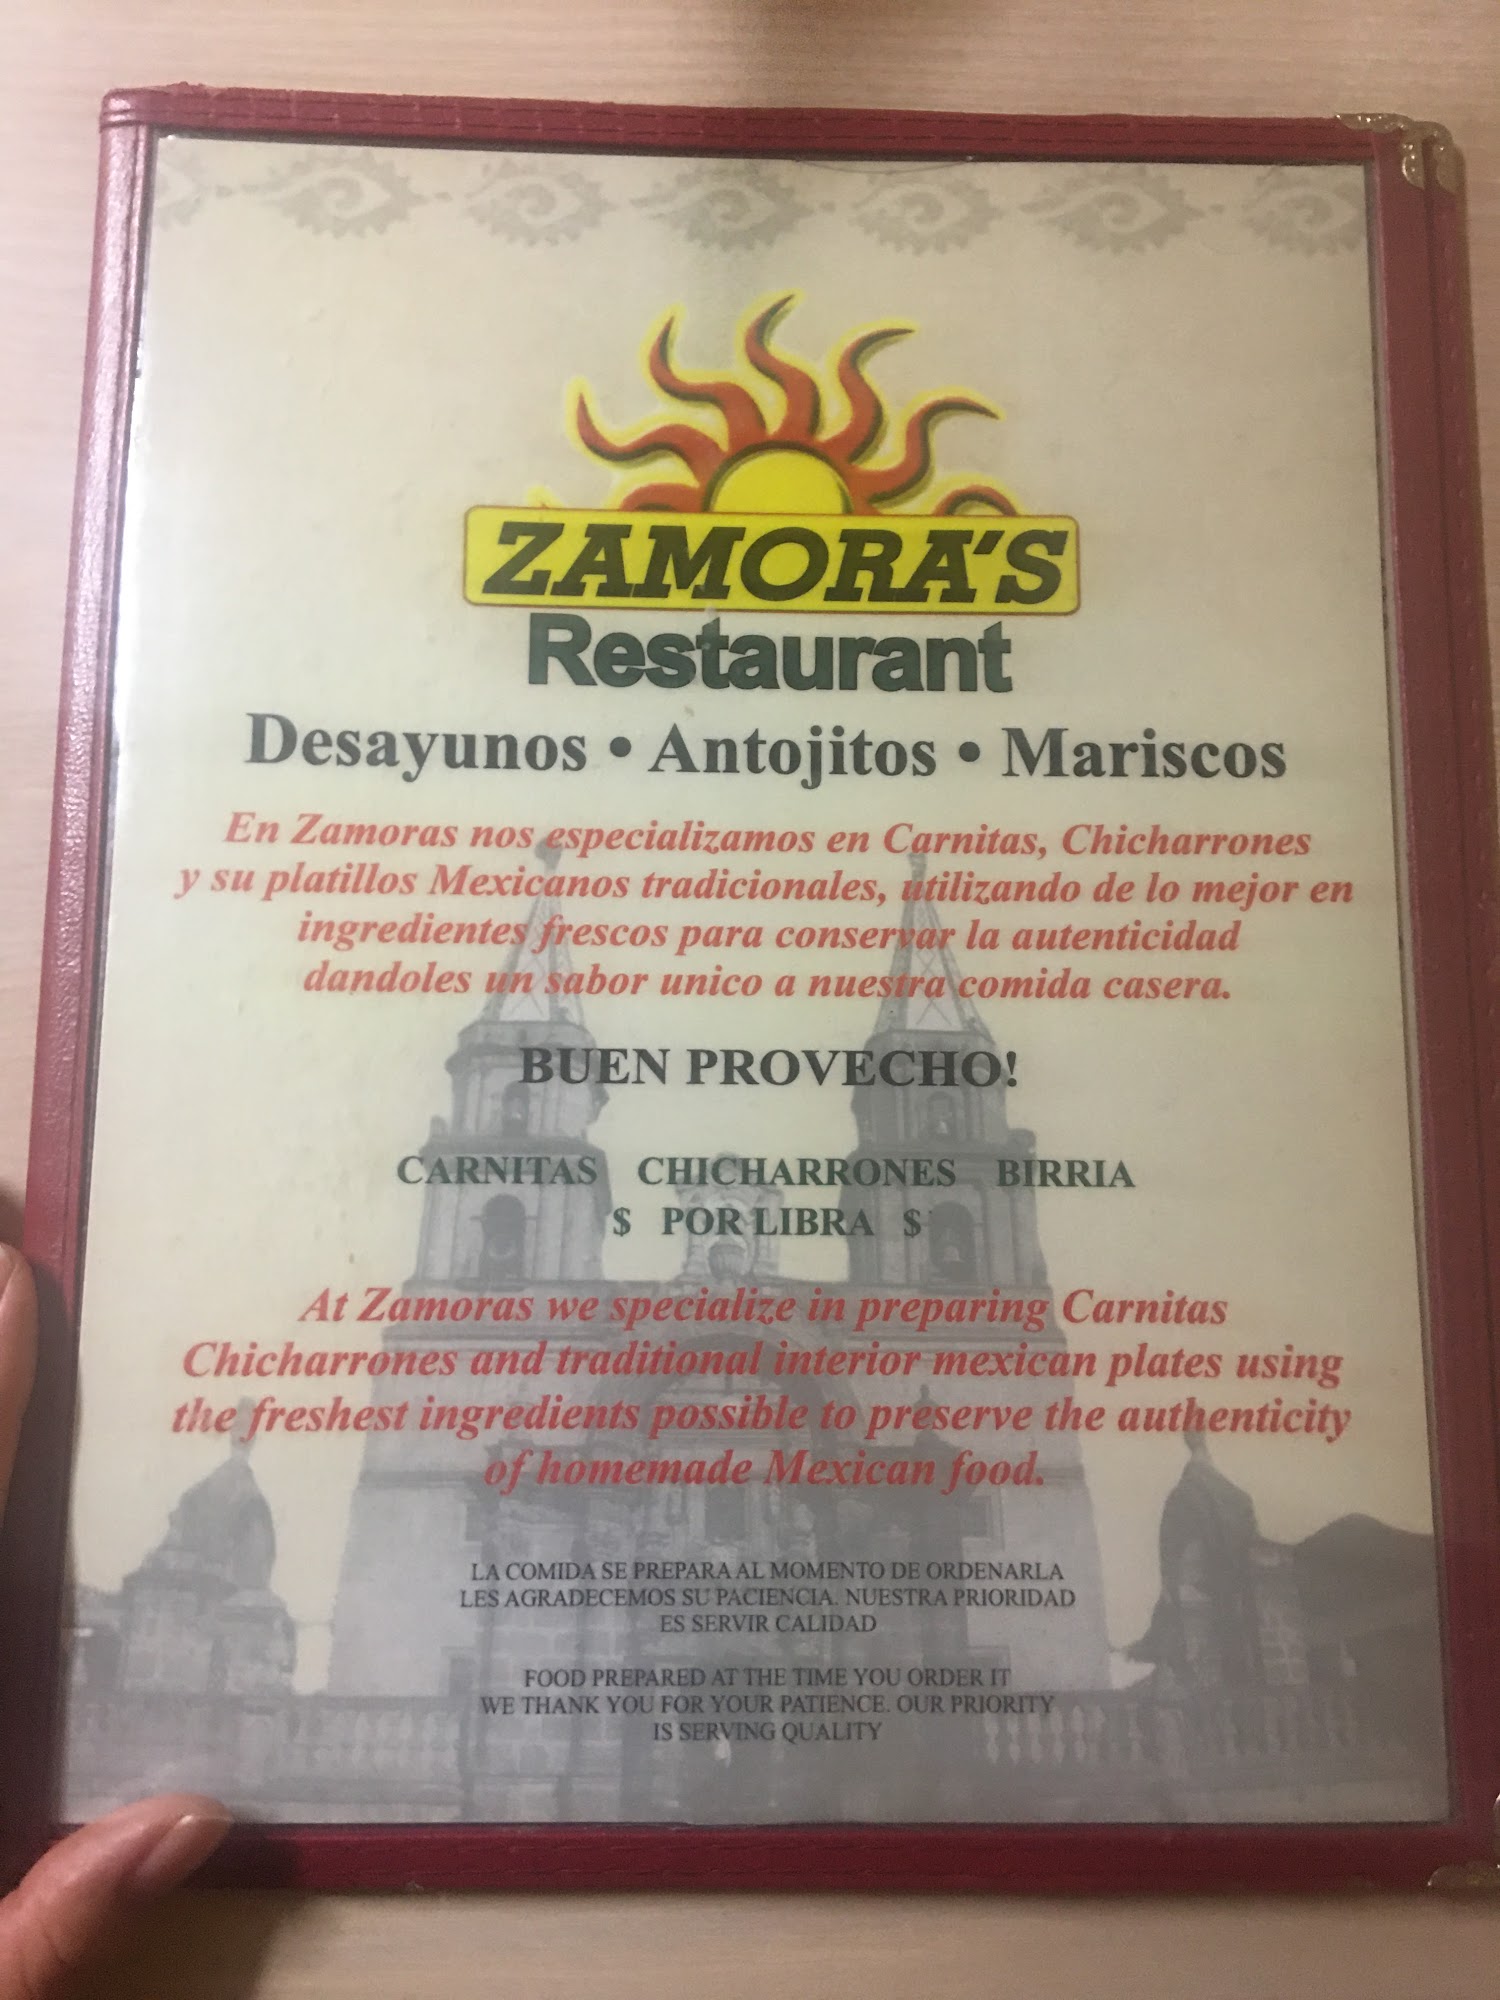 ZAMORA'S
Restaurant
Desayunos • Antojitos • Mariscos
En Zamoras nos especializamos en Carnitas, Chicharrones
y su platillos Mexicanos tradicionales, utilizando de lo mejor en
ingredientes frescos para conservar la autenticidad
dandoles un sabor unico a nuestra comida casera.
BUEN PROVECHO!
CARNITAS CHICHARRONES BIRRIA
$ POR LIBRA $
At Zamoras we specialize in preparing Carnitas
Chicharrones and traditional interior mexican plates using
the freshest ingredients possible to preserve the authenticity
of homemade Mexican food.
LA COMIDA SE PREPARA AL MOMENTO DE ORDENARLA
LES AGRADECEMOS SU PACIENCIA. NUESTRA PRIORIDAD
ES SERVIR CALIDAD
FOOD PREPARED AT THE TIME YOU ORDER IT
WE THANK YOU FOR YOUR PATIENCE. OUR PRIORITY
IS SERVING QUALITY